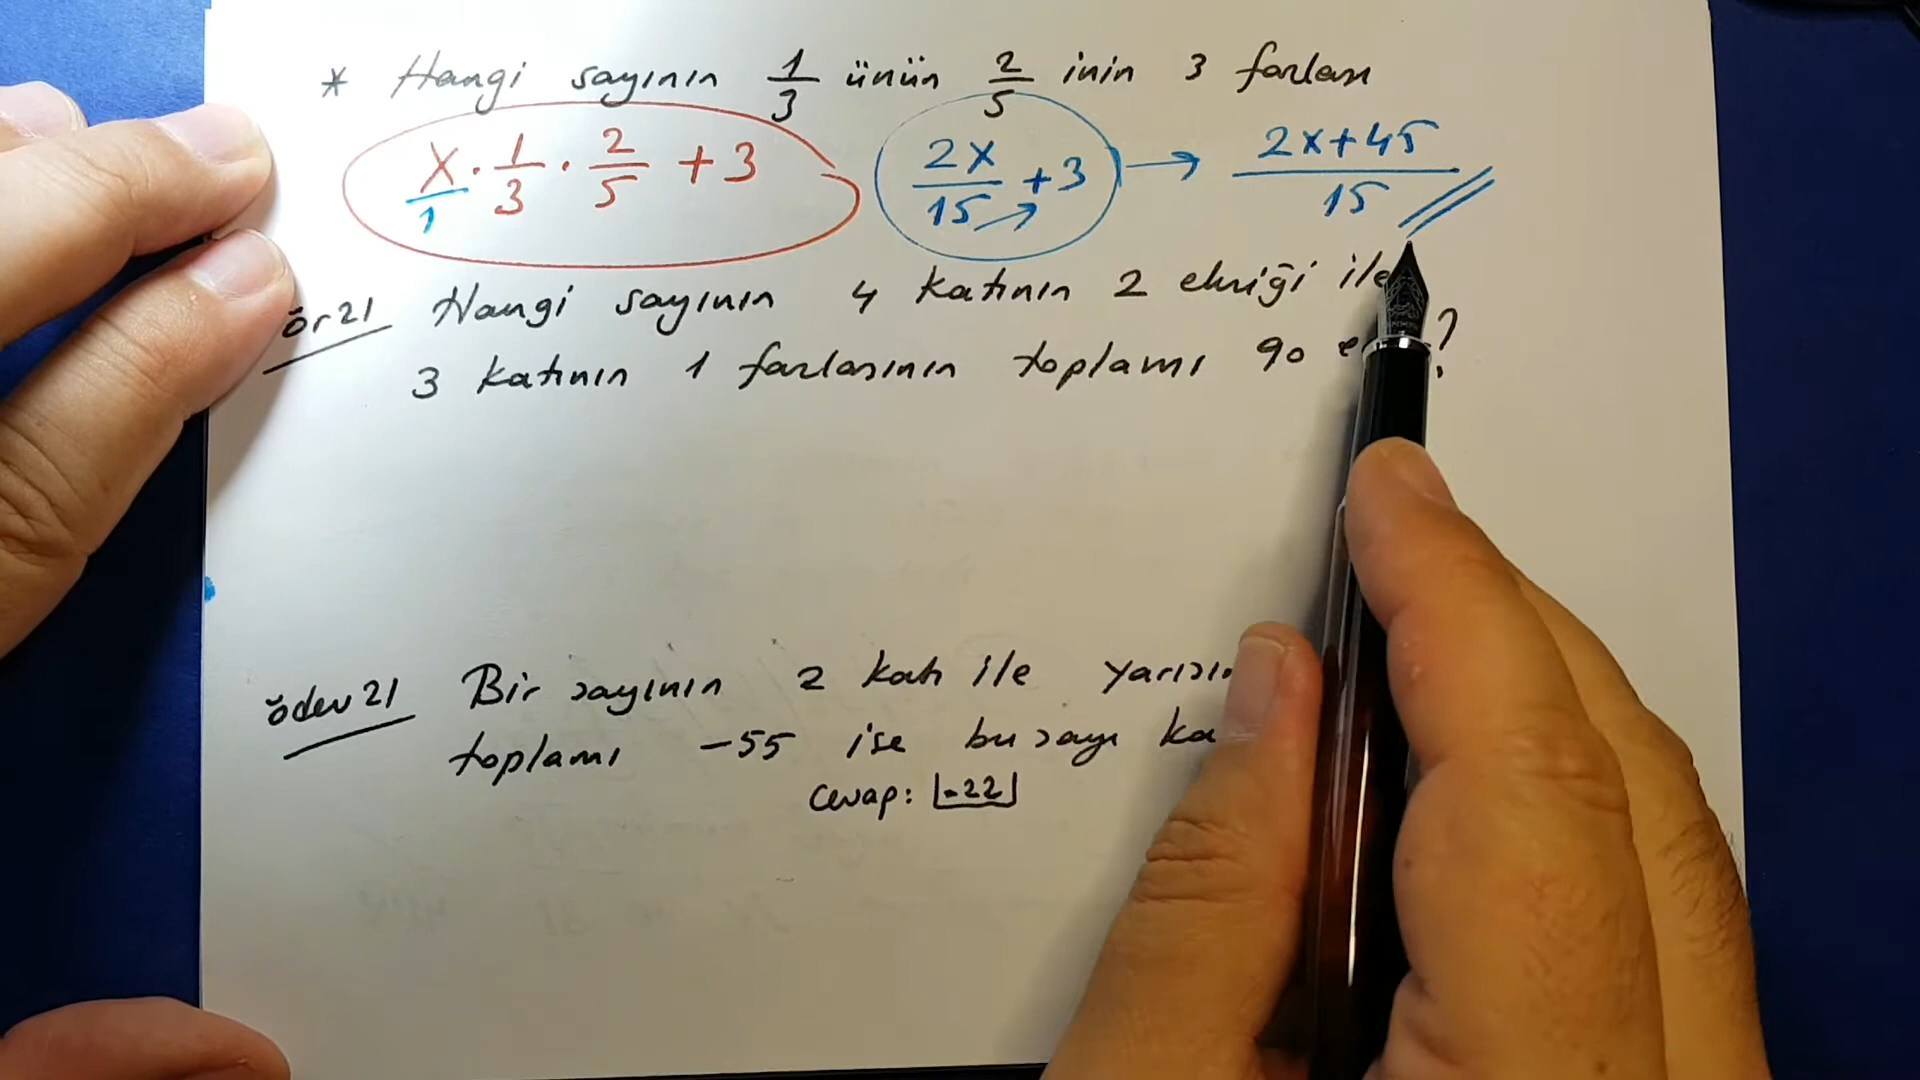 * Hangi sayının 1/3 ünün 2/5 inin 3 fazlası
x/1 · 1/3 · 2/5 + 3 2x/15 + 3 → 2x+45/15
ör21 Hangi sayının 4 katının 2 eksiği ile
3 katının 1 fazlasının toplamı 90 ?
ödev21 Bir sayının 2 katı ile
toplamı -55 ise bu sayı
Cevap: -22